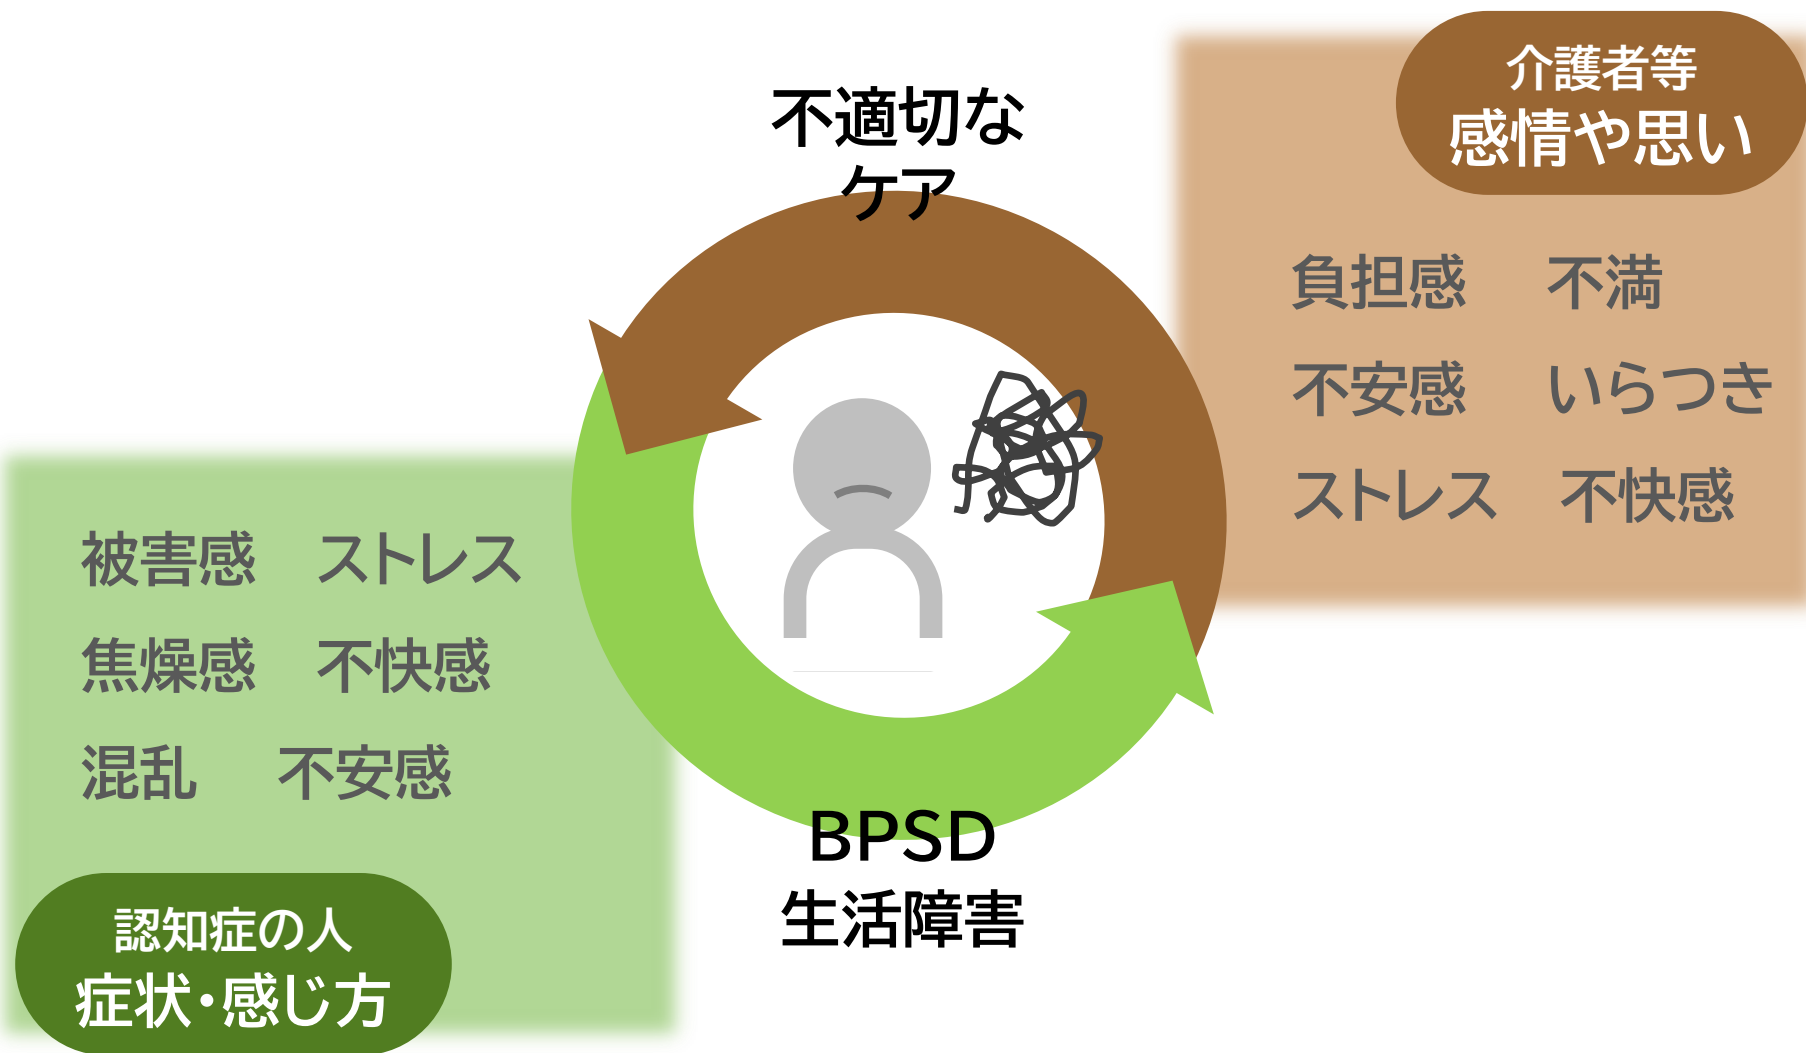 不適切な
ケア
介護者等
感情や思い
負担感 不満
不安感 いらつき
ストレス 不快感
被害感 ストレス
焦燥感 不快感
混乱 不安感
BPSD
生活障害
認知症の人
症状・感じ方